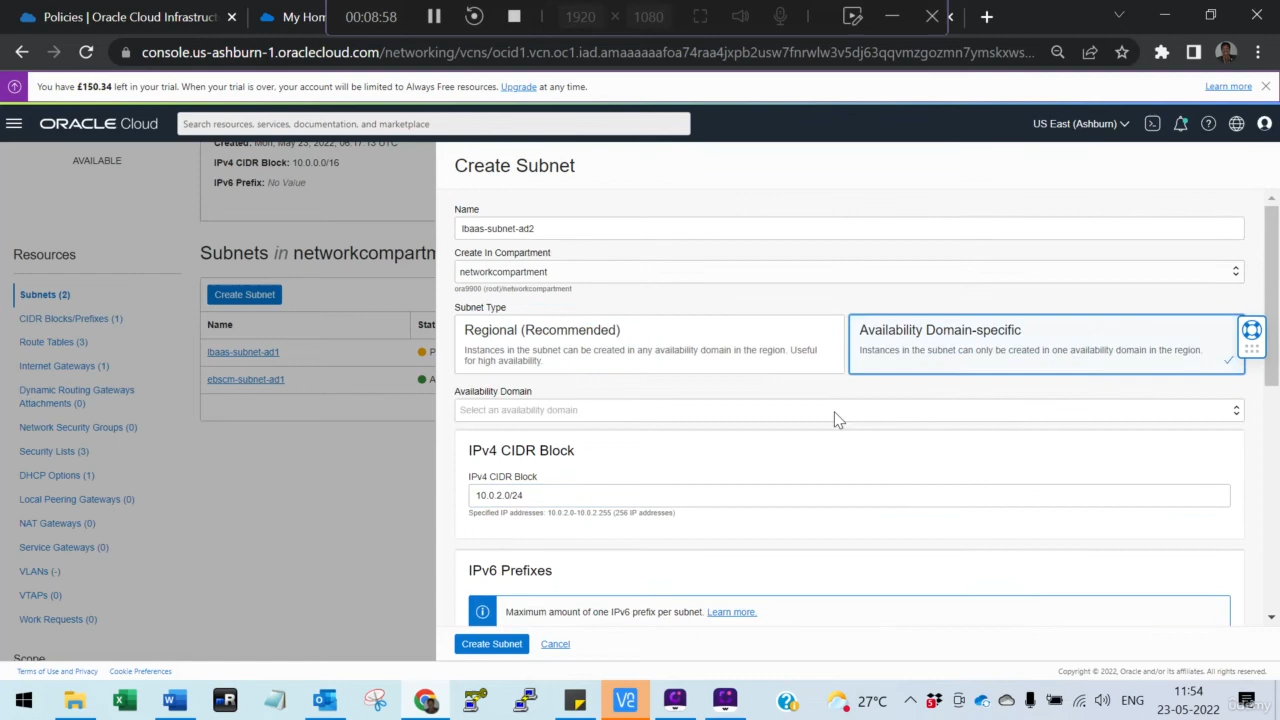 Policies | Oracle Cloud Infrastruct
My Hom
00:08:58
1920 × 1080
console.us-ashburn-1.oraclecloud.com/networking/vcns/ocid1.vcn.oc1.iad.amaaaaaafoa74raa4jxpb2usw7fnrwlw3v5dj63qqvmzgozmn7ymskxws...
You have £150.34 left in your trial. When your trial is over, your account will be limited to Always Free resources. Upgrade at any time.
Learn more
ORACLE Cloud
Search resources, services, documentation, and marketplace
US East (Ashburn)
AVAILABLE
Created: Mon, May 23, 2022, 06:17:13 UTC
IPv4 CIDR Block: 10.0.0.0/16
IPv6 Prefix: No Value
Resources
Subnets (2)
CIDR Blocks/Prefixes (1)
Route Tables (3)
Internet Gateways (1)
Dynamic Routing Gateways
Attachments (0)
Network Security Groups (0)
Security Lists (3)
DHCP Options (1)
Local Peering Gateways (0)
NAT Gateways (0)
Service Gateways (0)
VLANs (-)
VTAPs (0)
Work Requests (0)
Scope
Subnets in networkcompartm
Create Subnet
Name
Stat
lbaas-subnet-ad1
P
ebscm-subnet-ad1
A
Create Subnet
Name
lbaas-subnet-ad2
Create In Compartment
networkcompartment
ora9900 (root)/networkcompartment
Subnet Type
Regional (Recommended)
Instances in the subnet can be created in any availability domain in the region. Useful
for high availability.
Availability Domain-specific
Instances in the subnet can only be created in one availability domain in the region.
Availability Domain
Select an availability domain
IPv4 CIDR Block
IPv4 CIDR Block
10.0.2.0/24
Specified IP addresses: 10.0.2.0-10.0.2.255 (256 IP addresses)
IPv6 Prefixes
Maximum amount of one IPv6 prefix per subnet. Learn more.
Create Subnet
Cancel
Terms of Use and Privacy
Cookie Preferences
Copyright © 2022, Oracle and/or its affiliates. All rights reserved.
27°C
ENG
11:54
23-05-2022
udemy